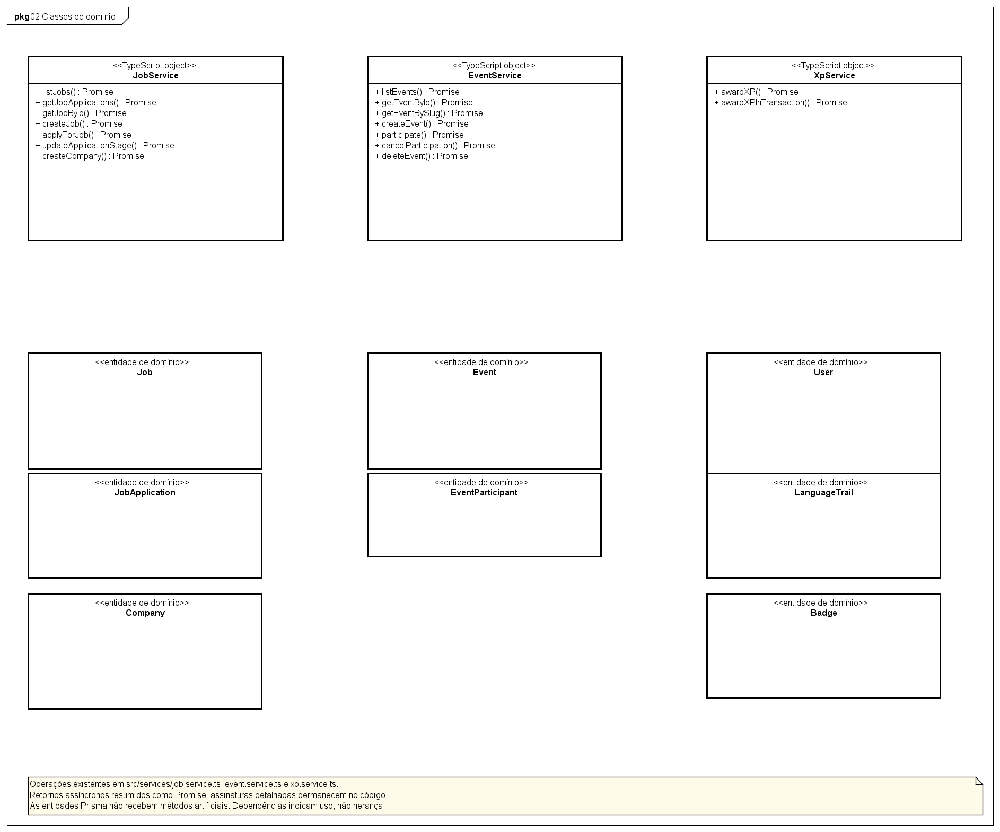 pkg 02 Classes de dominio
<<TypeScript object>>
JobService
+ listJobs() : Promise
+ getJobApplications() : Promise
+ getJobById() : Promise
+ createJob() : Promise
+ applyForJob() : Promise
+ updateApplicationStage() : Promise
+ createCompany() : Promise
<<TypeScript object>>
EventService
+ listEvents() : Promise
+ getEventById() : Promise
+ getEventBySlug() : Promise
+ createEvent() : Promise
+ participate() : Promise
+ cancelParticipation() : Promise
+ deleteEvent() : Promise
<<TypeScript object>>
XpService
+ awardXP() : Promise
+ awardXPInTransaction() : Promise
<<entidade de domínio>>
Job
<<entidade de domínio>>
Event
<<entidade de domínio>>
User
<<entidade de domínio>>
JobApplication
<<entidade de domínio>>
EventParticipant
<<entidade de domínio>>
LanguageTrail
<<entidade de domínio>>
Company
<<entidade de domínio>>
Badge
Operações existentes em src/services/job.service.ts, event.service.ts e xp.service.ts.
Retornos assíncronos resumidos como Promise; assinaturas detalhadas permanecem no código.
As entidades Prisma não recebem métodos artificiais. Dependências indicam uso, não herança.